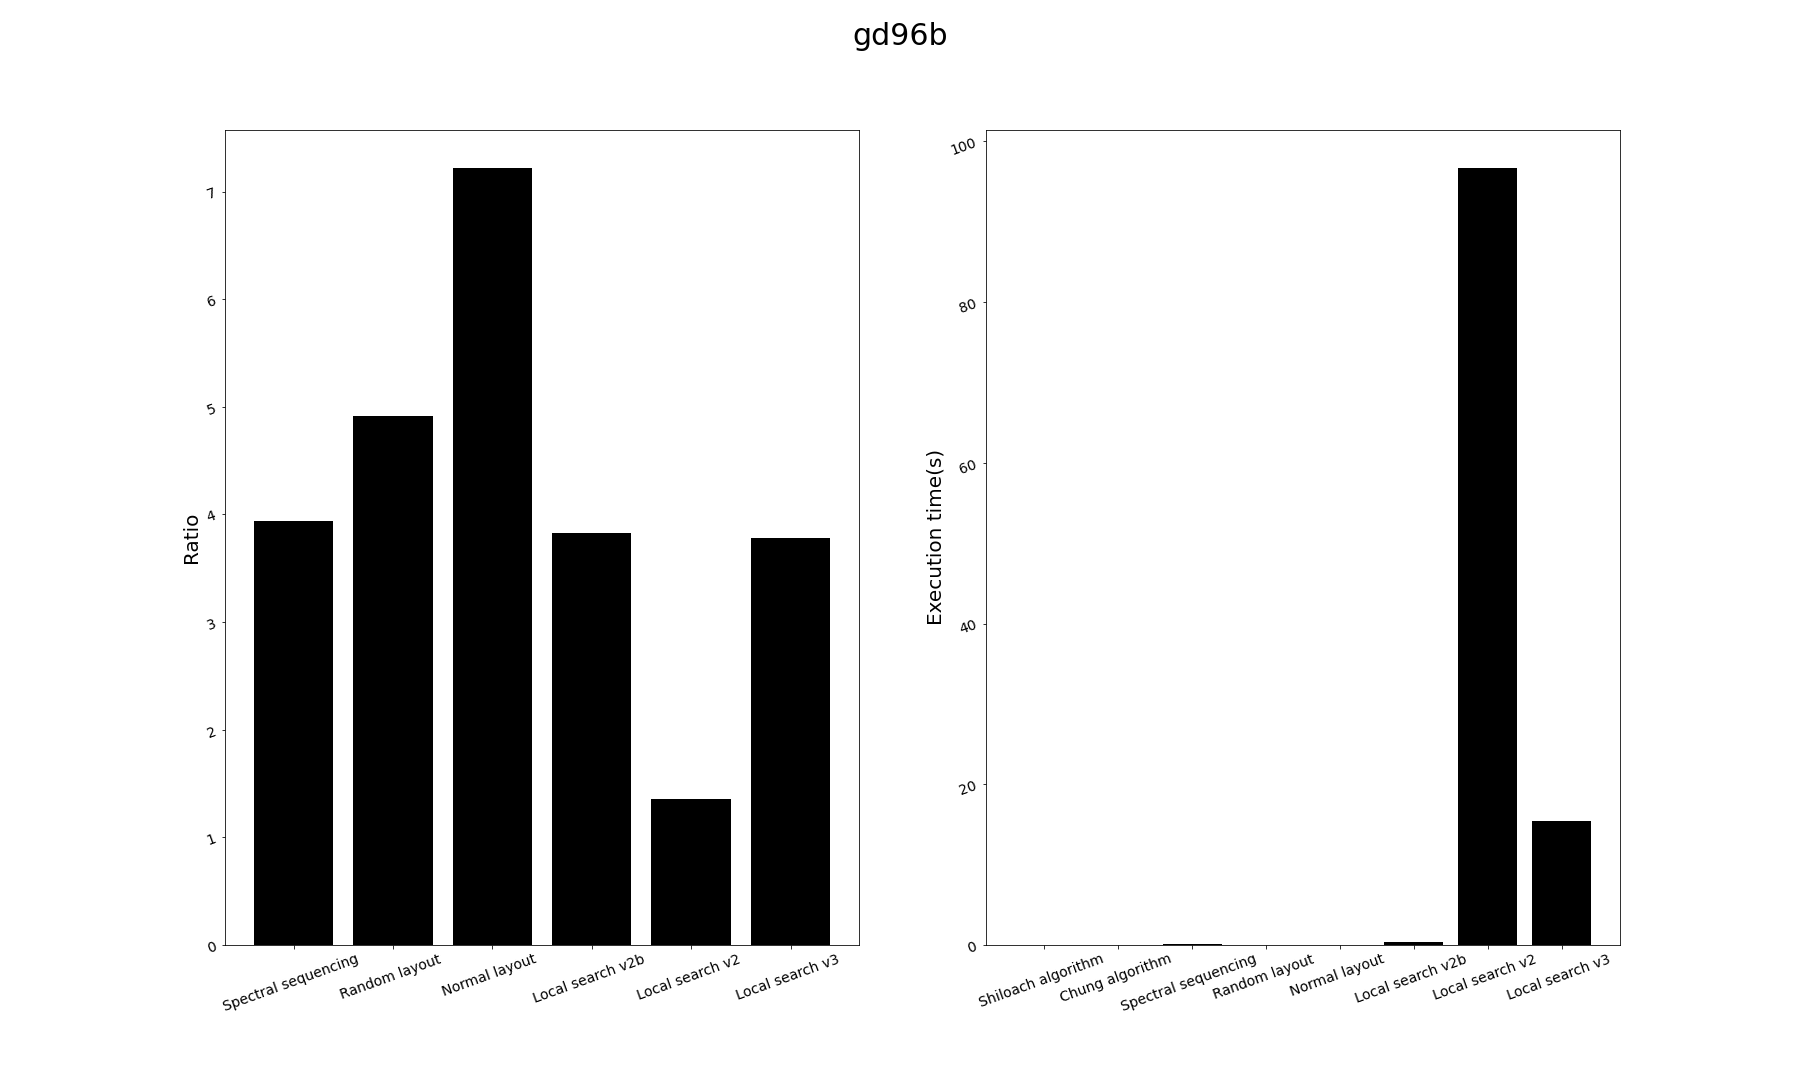 gd96b
Ratio
7
6
5
4
3
2
1
0
Spectral sequencing
Random layout
Normal layout
Local search v2b
Local search v2
Local search v3
Execution time(s)
100
80
60
40
20
0
Shiloach algorithm
Chung algorithm
Spectral sequencing
Random layout
Normal layout
Local search v2b
Local search v2
Local search v3